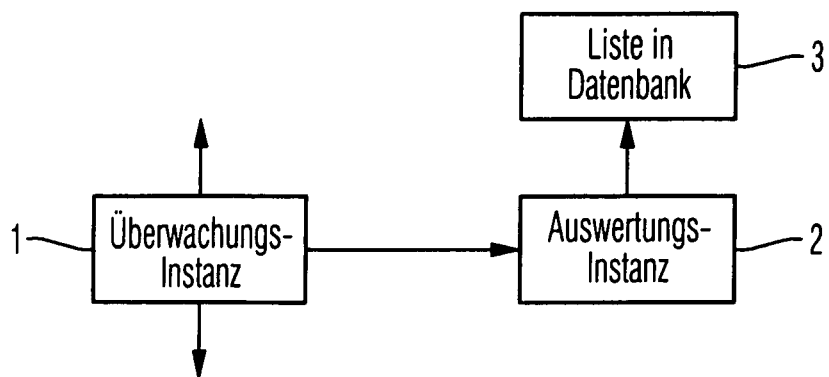 Liste in
Datenbank
3
1
Überwachungs-
Instanz
Auswertungs-
Instanz
2